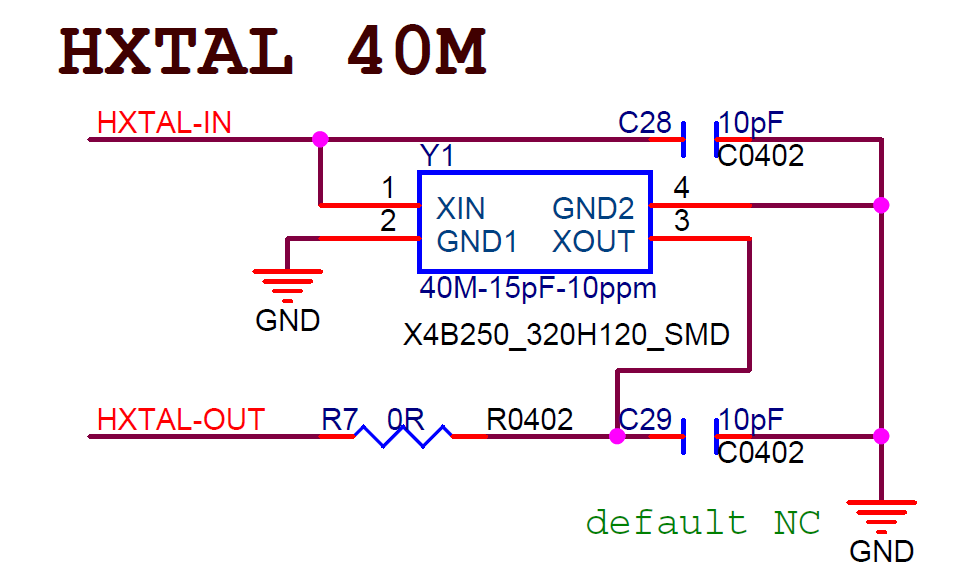 HXTAL 40M
HXTAL-IN
C28
10pF
C0402
Y1
1
XIN
GND2
4
2
GND1
XOUT
3
GND
40M-15pF-10ppm
X4B250_320H120_SMD
HXTAL-OUT
R7
0R
R0402
C29
10pF
C0402
default NC
GND